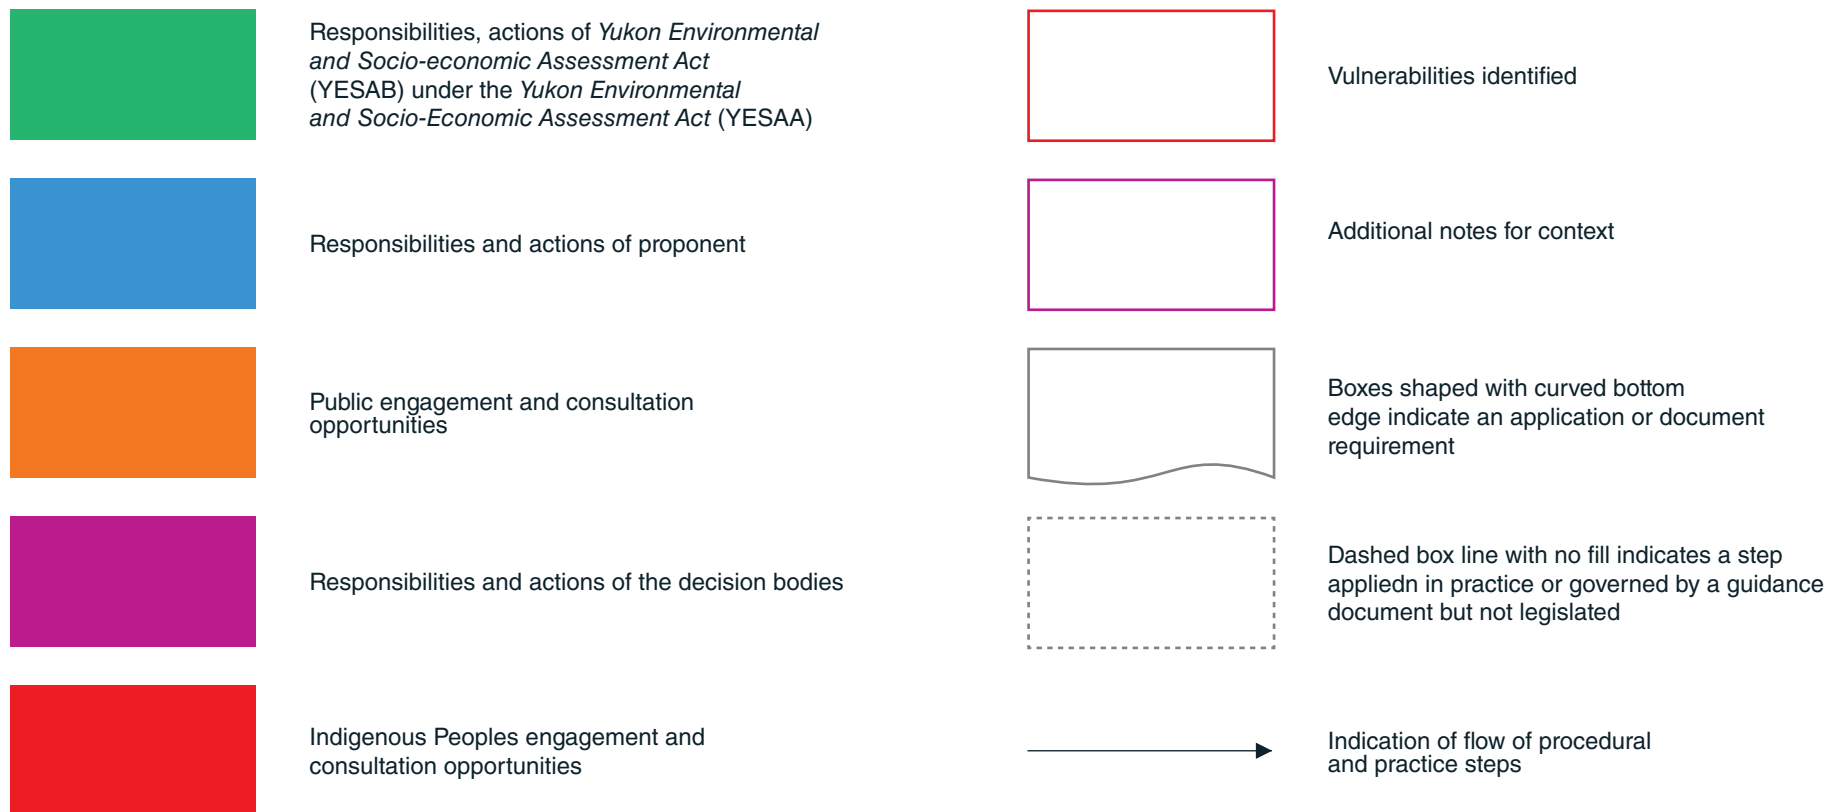 Responsibilities, actions of Yukon Environmental
and Socio-economic Assessment Act
(YESAB) under the Yukon Environmental
and Socio-Economic Assessment Act (YESAA)
Responsibilities and actions of proponent
Public engagement and consultation
opportunities
Responsibilities and actions of the decision bodies
Indigenous Peoples engagement and
consultation opportunities
Vulnerabilities identified
Additional notes for context
Boxes shaped with curved bottom
edge indicate an application or document
requirement
Dashed box line with no fill indicates a step
appliedn in practice or governed by a guidance
document but not legislated
Indication of flow of procedural
and practice steps